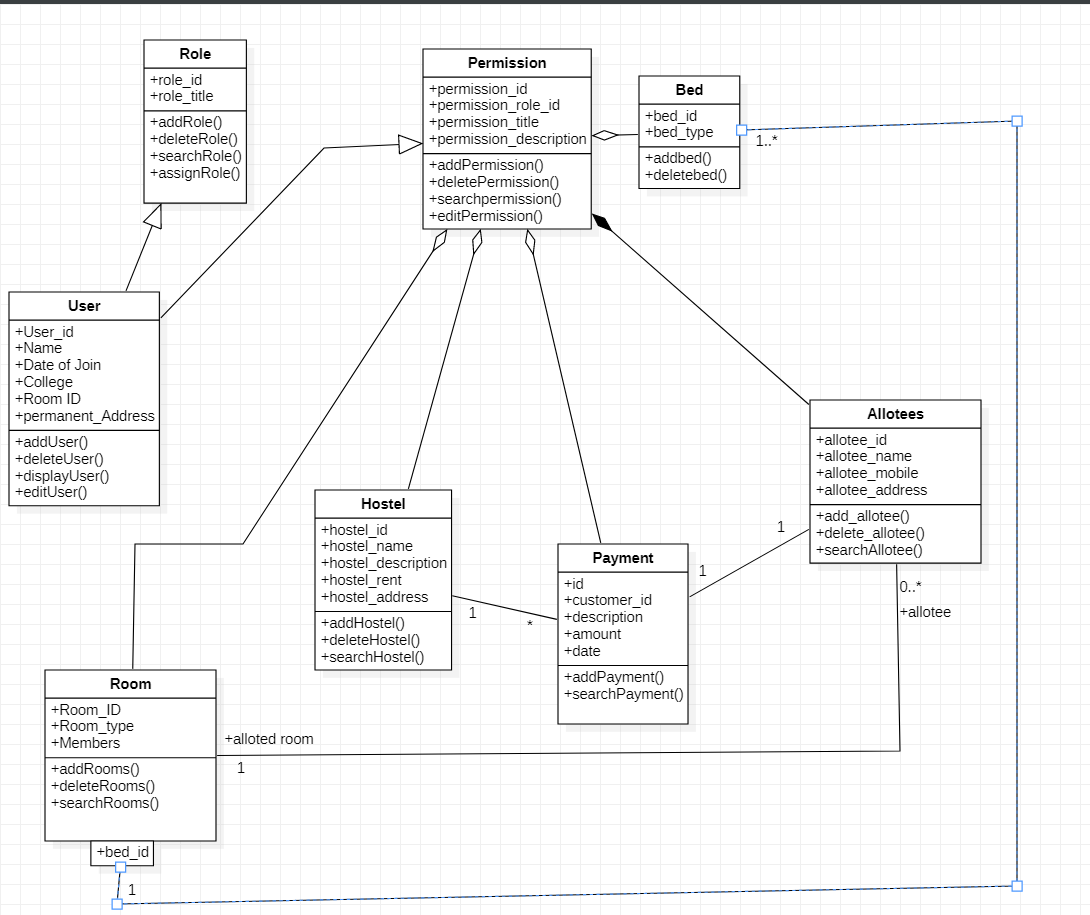 Role
+role_id
+role_title
+addRole()
+deleteRole()
+searchRole()
+assignRole()
Permission
+permission_id
+permission_role_id
+permission_title
+permission_description
+addPermission()
+deletePermission()
+searchpermission()
+editPermission()
Bed
+bed_id
+bed_type
+addbed()
+deletebed()
1..*
User
+User_id
+Name
+Date of Join
+College
+Room ID
+permanent_Address
+addUser()
+deleteUser()
+displayUser()
+editUser()
Allotees
+allotee_id
+allotee_name
+allotee_mobile
+allotee_address
+add_allotee()
+delete_allotee()
+searchAllotee()
Hostel
+hostel_id
+hostel_name
+hostel_description
+hostel_rent
+hostel_address
+addHostel()
+deleteHostel()
+searchHostel()
1
*
Payment
+id
+customer_id
+description
+amount
+date
+addPayment()
+searchPayment()
1
1
0..*
+allotee
Room
+Room_ID
+Room_type
+Members
+addRooms()
+deleteRooms()
+searchRooms()
+alloted room
1
+bed_id
1